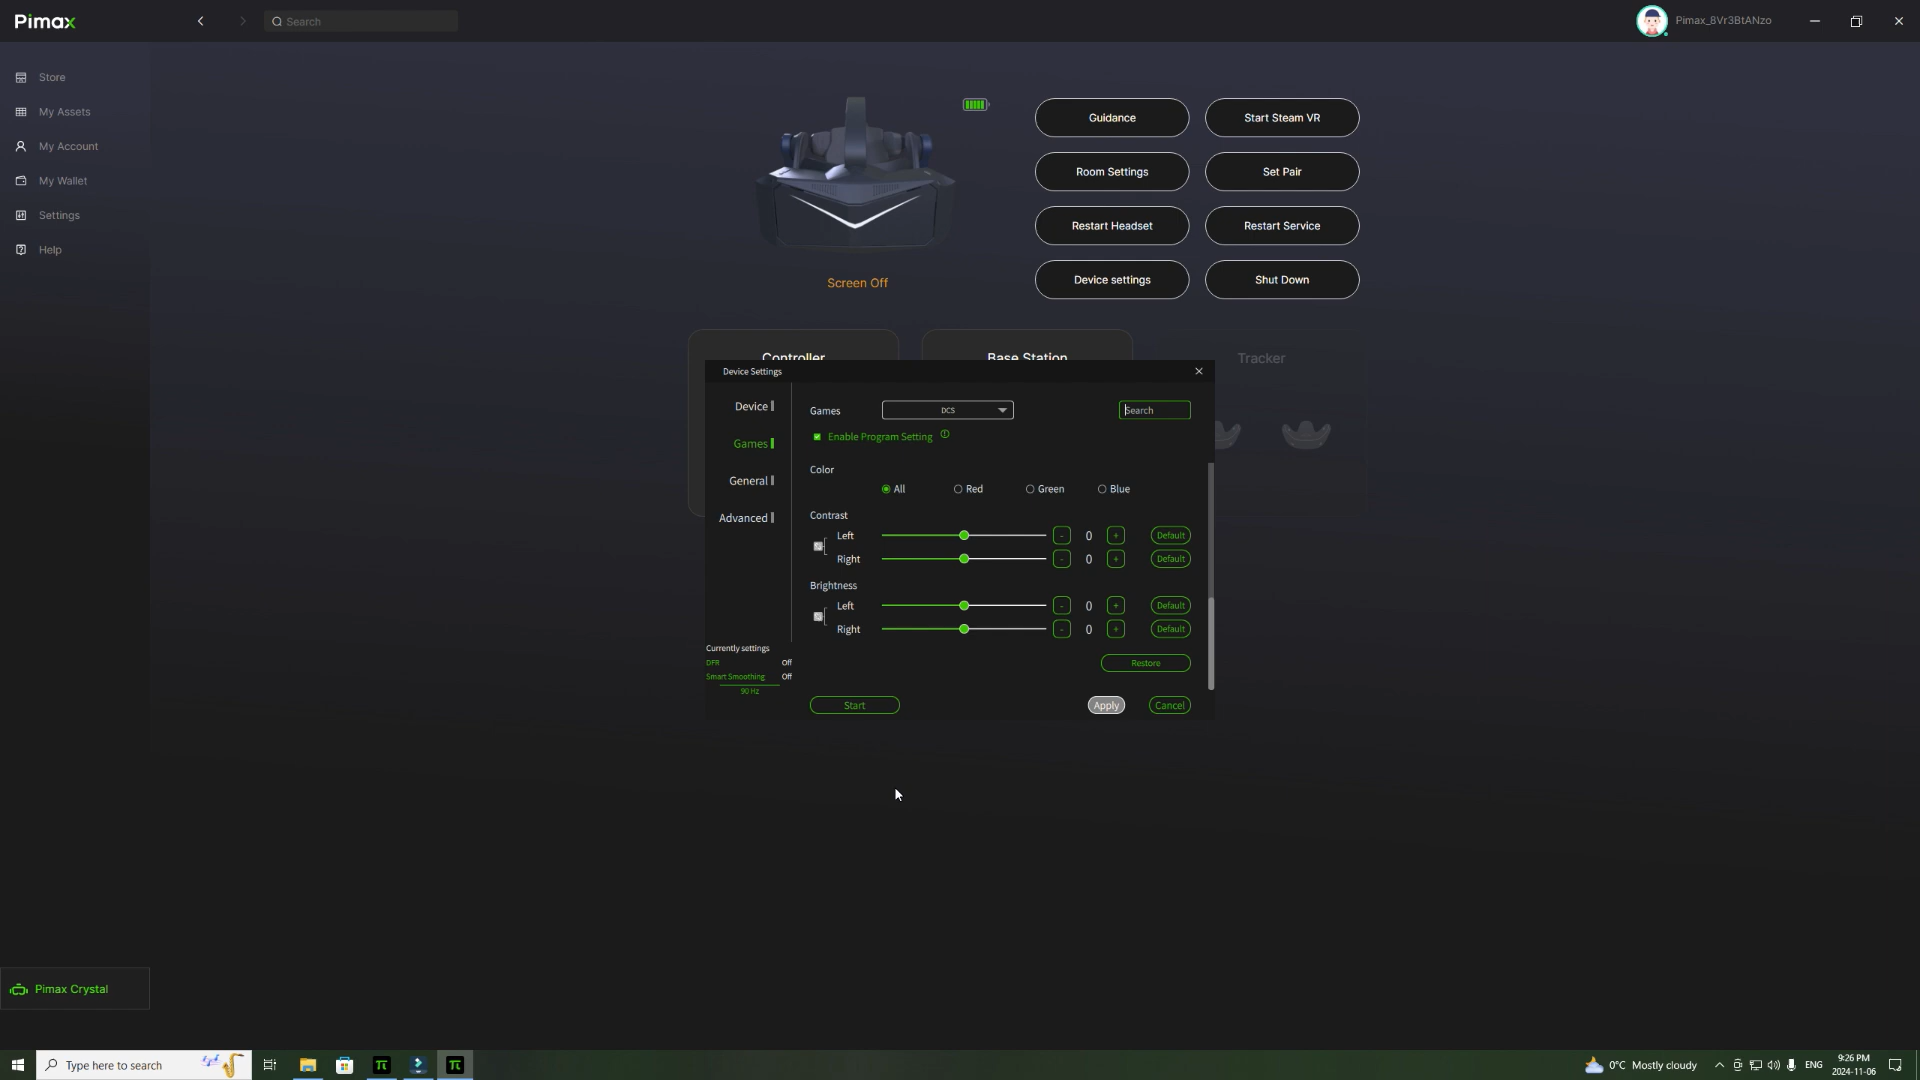 Pimax
Search
Pimax_8Vr3BtANzo
Store
My Assets
My Account
My Wallet
Settings
Help
Guidance
Start Steam VR
Room Settings
Set Pair
Restart Headset
Restart Service
Device settings
Shut Down
Screen Off
Controller
Base Station
Tracker
Device Settings
Device
Games
General
Advanced
Games
DCS
Search
Enable Program Setting
Color
All
Red
Green
Blue
Contrast
Left
-
0
+
Default
Right
-
0
+
Default
Brightness
Left
-
0
+
Default
Right
-
0
+
Default
Currently settings
DFR Off
Smart Smoothing Off
90 Hz
Restore
Start
Apply
Cancel
Pimax Crystal
Type here to search
0°C Mostly cloudy
ENG
9:26 PM
2024-11-06